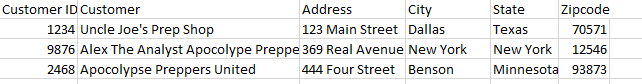 Customer ID Customer Address City State Zipcode
1234 Uncle Joe's Prep Shop 123 Main Street Dallas Texas 70571
9876 Alex The Analyst Apocolype Preppe 369 Real Avenue New York New York 12546
2468 Apocolypse Preppers United 444 Four Street Benson Minnesota 93873